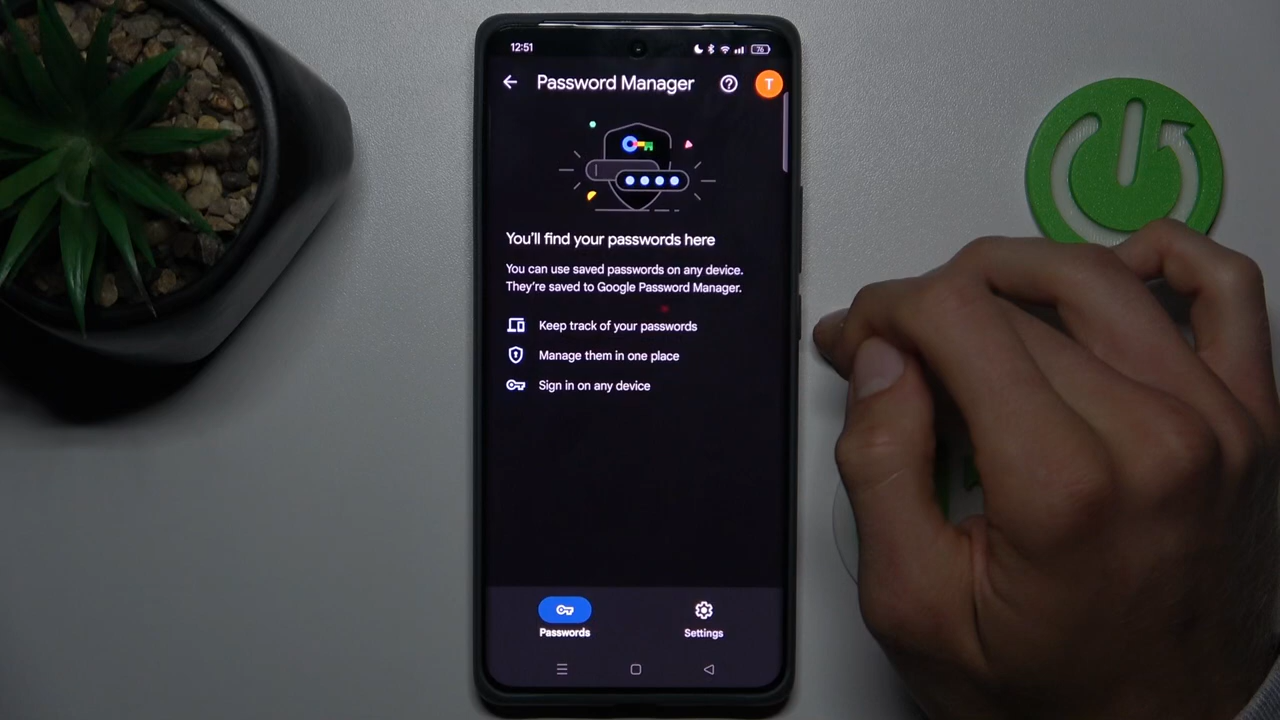 12:51
76
Password Manager
T
You'll find your passwords here
You can use saved passwords on any device.
They're saved to Google Password Manager.
Keep track of your passwords
Manage them in one place
Sign in on any device
Passwords
Settings